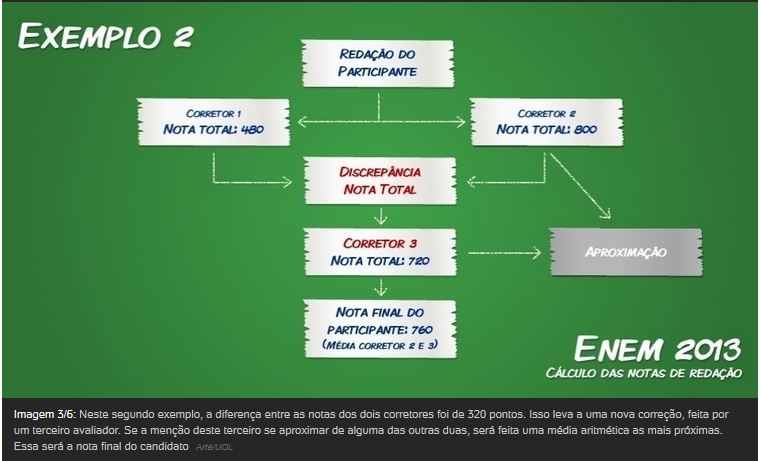 EXEMPLO 2
REDAÇÃO DO
PARTICIPANTE
CORRETOR 1
NOTA TOTAL: 480
CORRETOR 2
NOTA TOTAL: 800
DISCREPÂNCIA
NOTA TOTAL
CORRETOR 3
NOTA TOTAL: 720
APROXIMAÇÃO
NOTA FINAL DO
PARTICIPANTE: 760
(MÉDIA CORRETOR 2 E 3)
ENEM 2013
CÁLCULO DAS NOTAS DE REDAÇÃO
Imagem 3/6: Neste segundo exemplo, a diferença entre as notas dos dois corretores foi de 320 pontos. Isso leva a uma nova correção, feita por
um terceiro avaliador. Se a menção deste terceiro se aproximar de alguma das outras duas, será feita uma média aritmética as mais próximas.
Essa será a nota final do candidato Arte/UOL